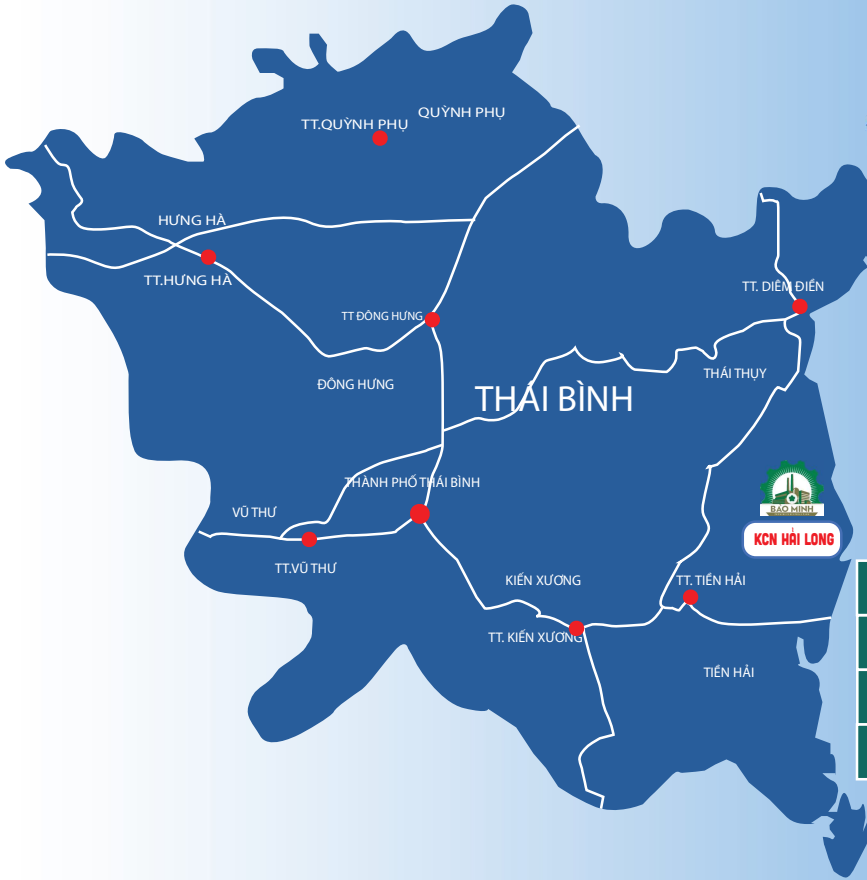 QUỲNH PHỤ
TT.QUỲNH PHỤ
HƯNG HÀ
TT.HƯNG HÀ
TT. DIÊM ĐIỀN
TT ĐÔNG HƯNG
THÁI THỤY
ĐÔNG HƯNG
THÁI BÌNH
THÀNH PHỐ THÁI BÌNH
VŨ THƯ
BẢO MINH
KCN HẢI LONG
TT.VŨ THƯ
KIẾN XƯƠNG
TT. TIỀN HẢI
TT. KIẾN XƯƠNG
TIỀN HẢI